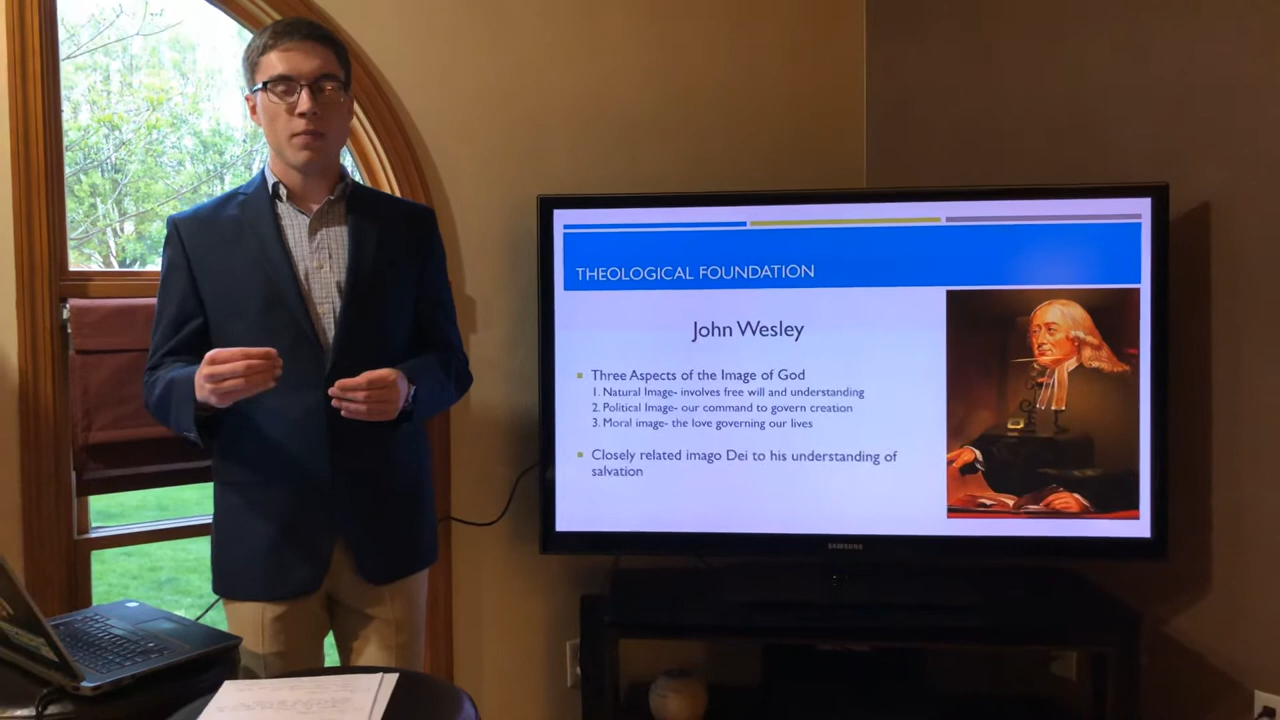 THEOLOGICAL FOUNDATION
John Wesley
Three Aspects of the Image of God
1. Natural Image- involves free will and understanding
2. Political Image- our command to govern creation
3. Moral image- the love governing our lives
Closely related imago Dei to his understanding of
salvation
SAMSUNG